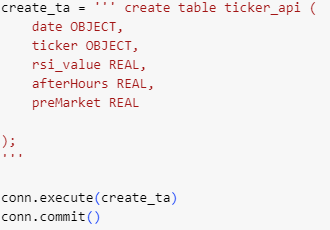 create_ta = ''' create table ticker_api (
    date OBJECT,
    ticker OBJECT,
    rsi_value REAL,
    afterHours REAL,
    preMarket REAL
);
'''
conn.execute(create_ta)
conn.commit()